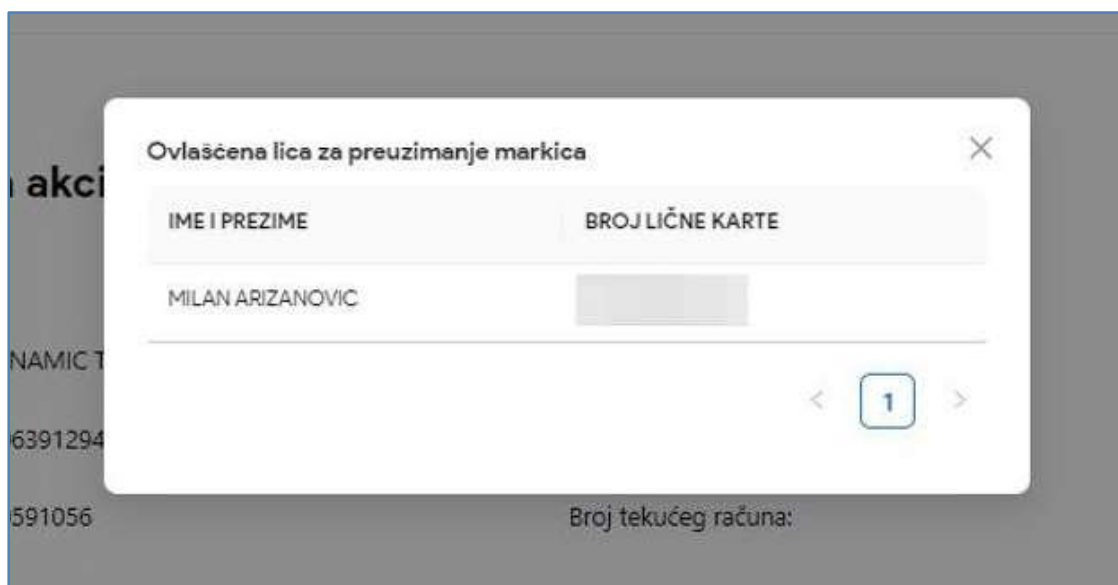 Ovlašćena lica za preuzimanje markica
akci
IME I PREZIME BROJ LIČNE KARTE
MILAN ARIZANOVIC
NAMIC T
< 1 >
6391294
591056 Broj tekućeg računa: